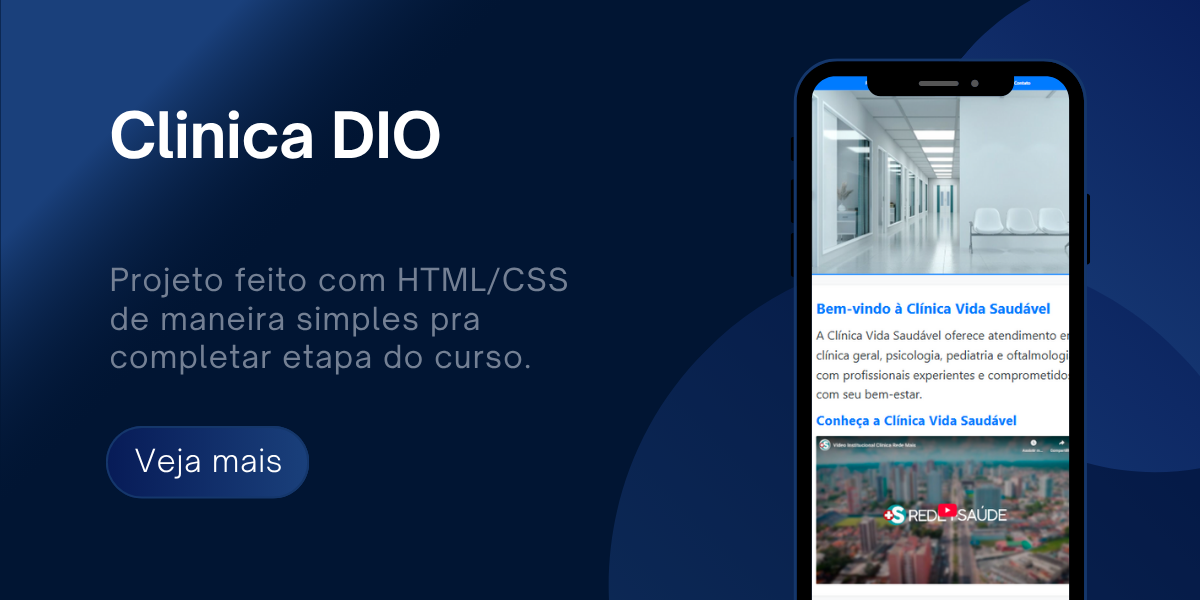 Clinica DIO
Projeto feito com HTML/CSS
de maneira simples pra
completar etapa do curso.
Veja mais
Contato
Bem-vindo à Clínica Vida Saudável
A Clínica Vida Saudável oferece atendimento e
clínica geral, psicologia, pediatria e oftalmologi
com profissionais experientes e comprometidos
com seu bem-estar.
Conheça a Clínica Vida Saudável
Vídeo Institucional Clínica Rede Mais
REDE+SAÚDE